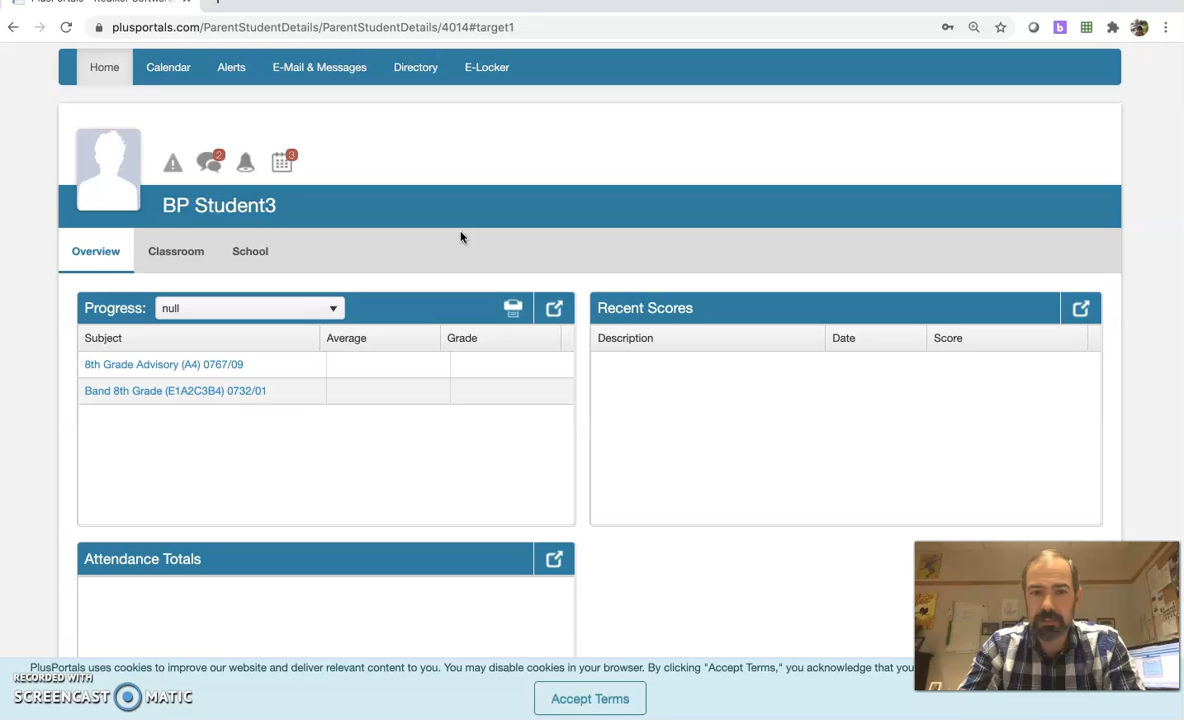 plusportals.com/ParentStudentDetails/ParentStudentDetails/4014#target1
Home Calendar Alerts E-Mail & Messages Directory E-Locker
2 3
BP Student3
Overview Classroom School
Progress: null
Subject Average Grade
8th Grade Advisory (A4) 0767/09
Band 8th Grade (E1A2C3B4) 0732/01
Recent Scores
Description Date Score
Attendance Totals
PlusPortals uses cookies to improve our website and deliver relevant content to you. You may disable cookies in your browser. By clicking "Accept Terms," you acknowledge that you
Accept Terms
RECORDED WITH
SCREENCAST MATIC